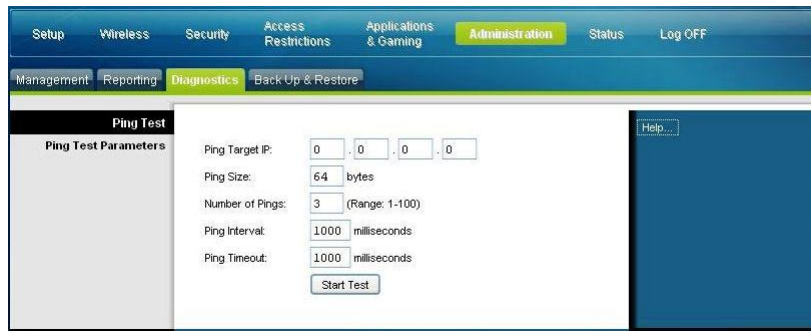 Setup Wireless Security Access Restrictions Applications & Gaming Administration Status Log OFF
Management Reporting Diagnostics Back Up & Restore
Ping Test
Help...
Ping Test Parameters
Ping Target IP: 0 . 0 . 0 . 0
Ping Size: 64 bytes
Number of Pings: 3 (Range: 1-100)
Ping Interval: 1000 milliseconds
Ping Timeout: 1000 milliseconds
Start Test